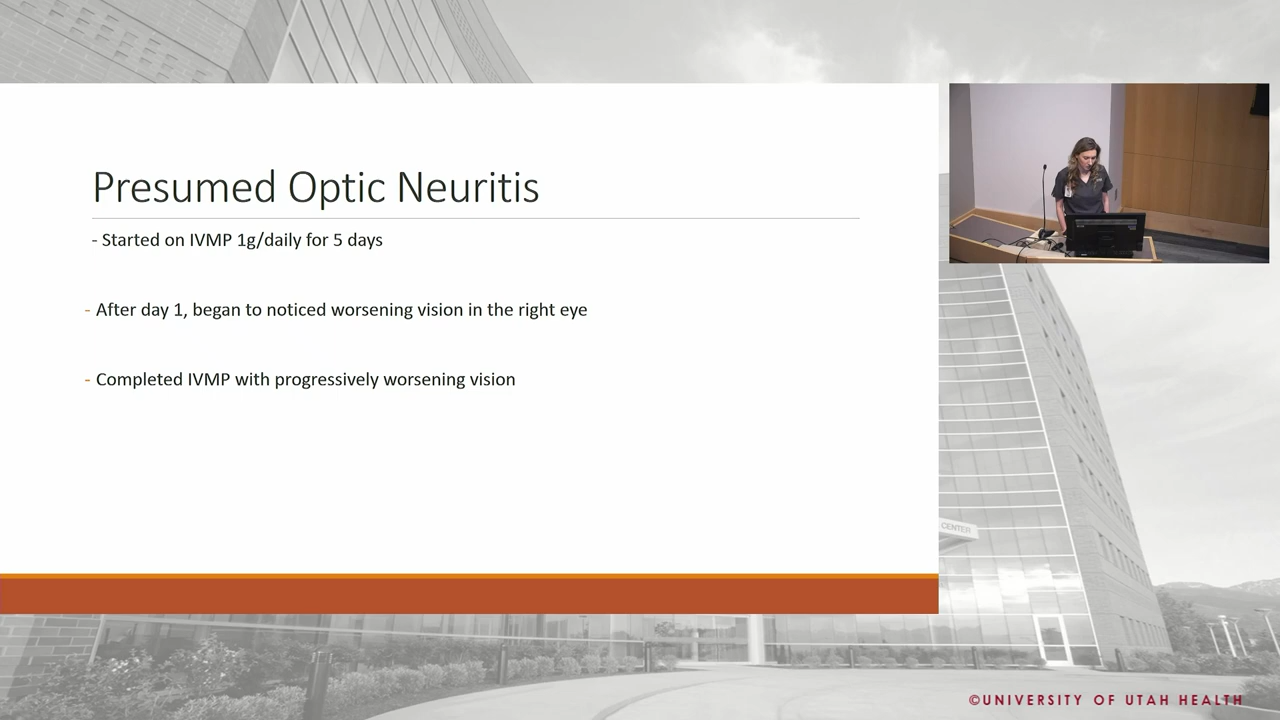 Presumed Optic Neuritis
- Started on IVMP 1g/daily for 5 days
- After day 1, began to noticed worsening vision in the right eye
- Completed IVMP with progressively worsening vision
CENTER
©UNIVERSITY OF UTAH HEALTH